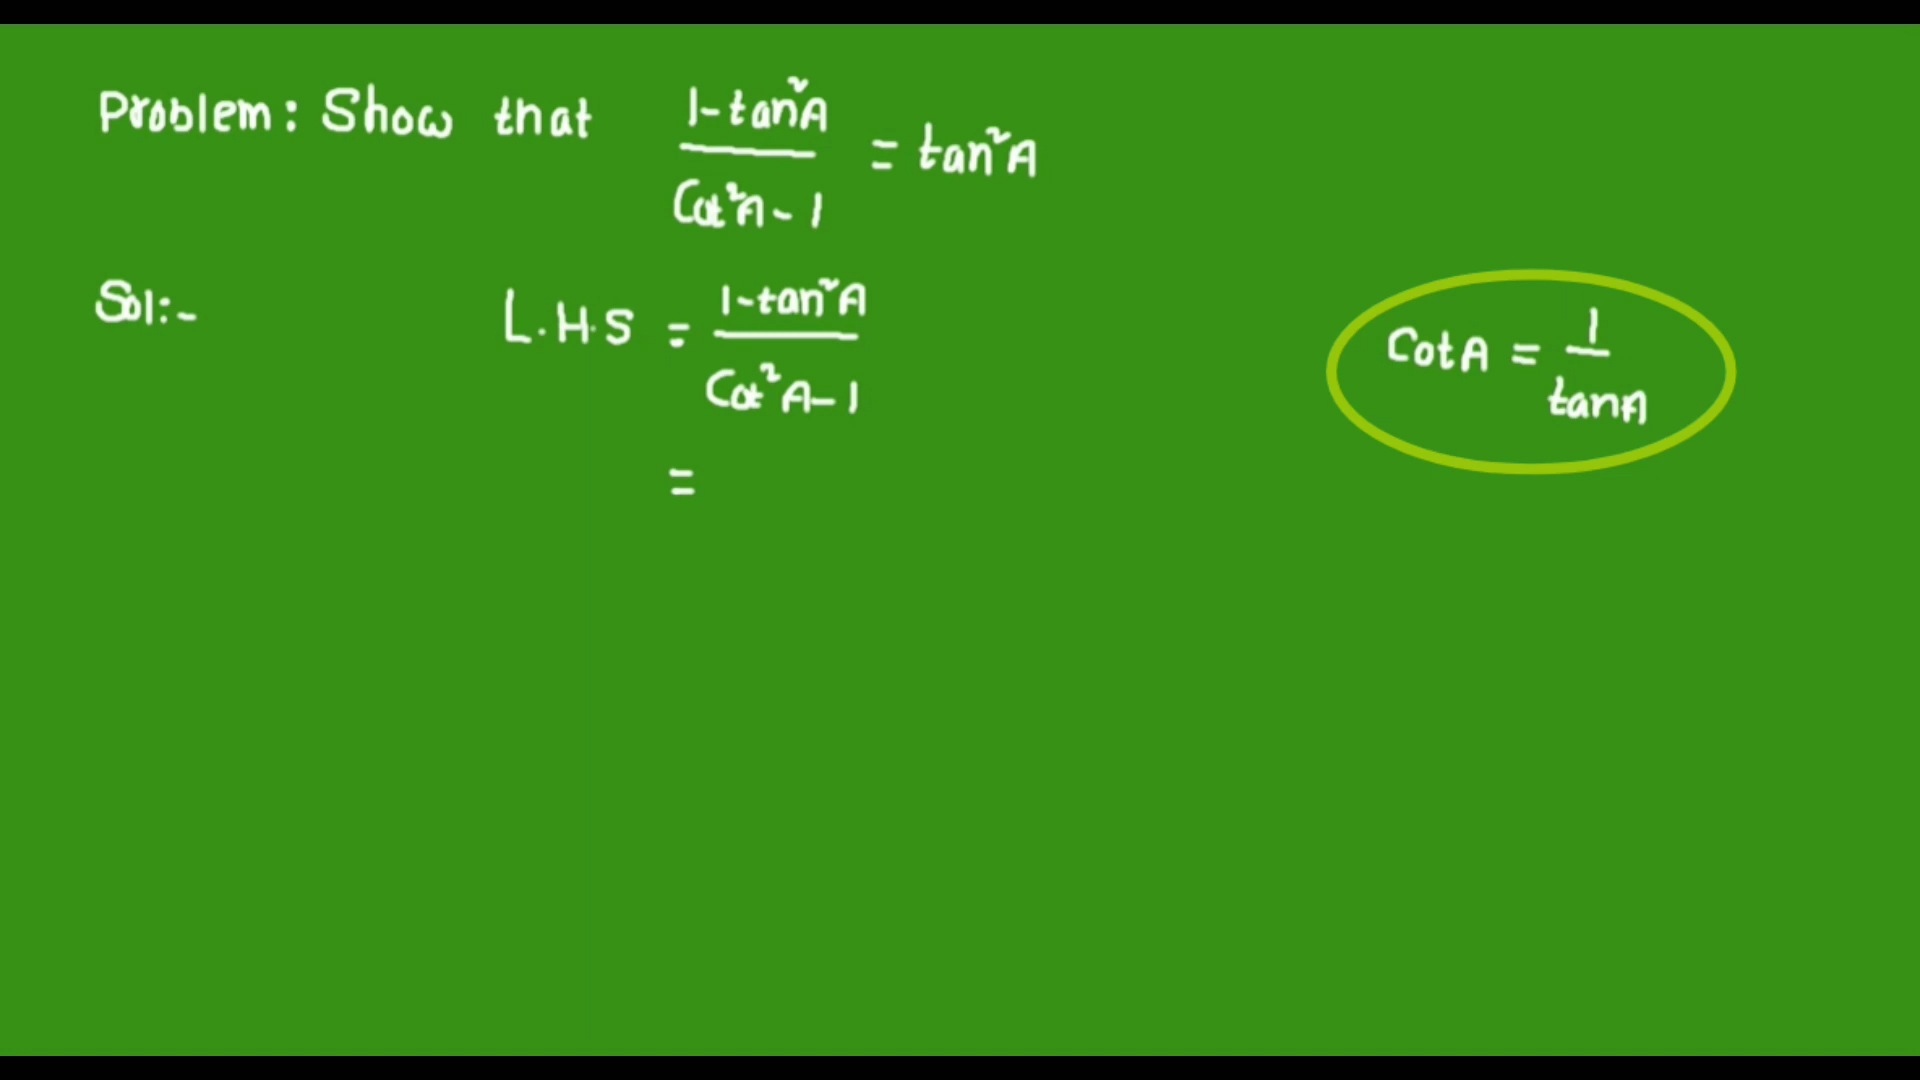 Problem: Show that (1-tan²A)/(Cot²A-1) = tan²A
Sol:- L.H.S = (1-tan²A)/(Cot²A-1)
CotA = 1/tanA
=